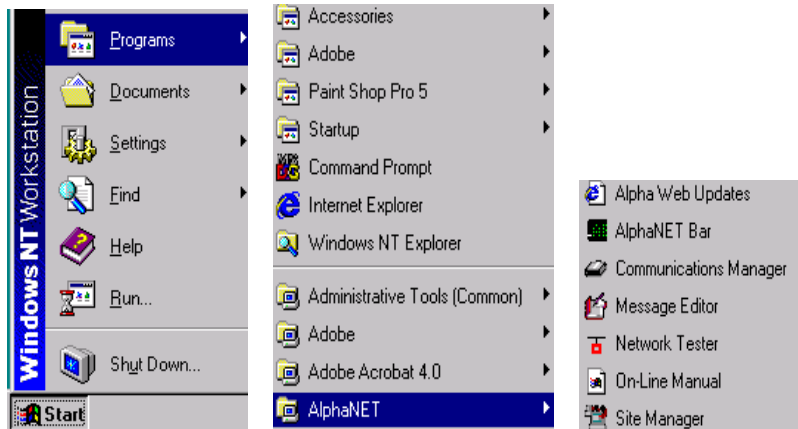 Windows NT Workstation
Programs
Documents
Settings
Find
Help
Run...
Shut Down...
Start
Accessories
Adobe
Paint Shop Pro 5
Startup
Command Prompt
Internet Explorer
Windows NT Explorer
Administrative Tools (Common)
Adobe
Adobe Acrobat 4.0
AlphaNET
Alpha Web Updates
AlphaNET Bar
Communications Manager
Message Editor
Network Tester
On-Line Manual
Site Manager